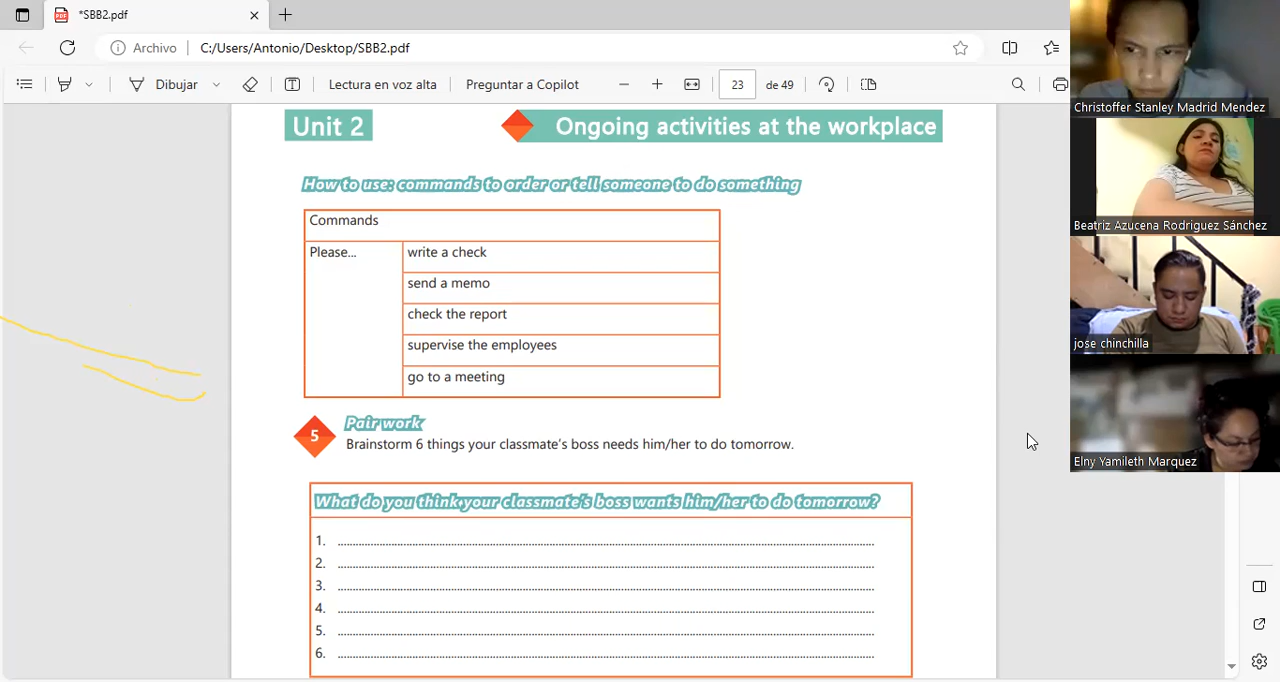 *SBB2.pdf
Archivo C:/Users/Antonio/Desktop/SBB2.pdf
Dibujar Lectura en voz alta Preguntar a Copilot 23 de 49
Unit 2 Ongoing activities at the workplace
How to use: commands to order or tell someone to do something
Commands
Please... write a check
send a memo
check the report
supervise the employees
go to a meeting
5 Pair work
Brainstorm 6 things your classmate's boss needs him/her to do tomorrow.
What do you think your classmate's boss wants him/her to do tomorrow?
1.
2.
3.
4.
5.
6.
Christoffer Stanley Madrid Mendez
Beatriz Azucena Rodriguez Sánchez
jose chinchilla
Elny Yamileth Marquez